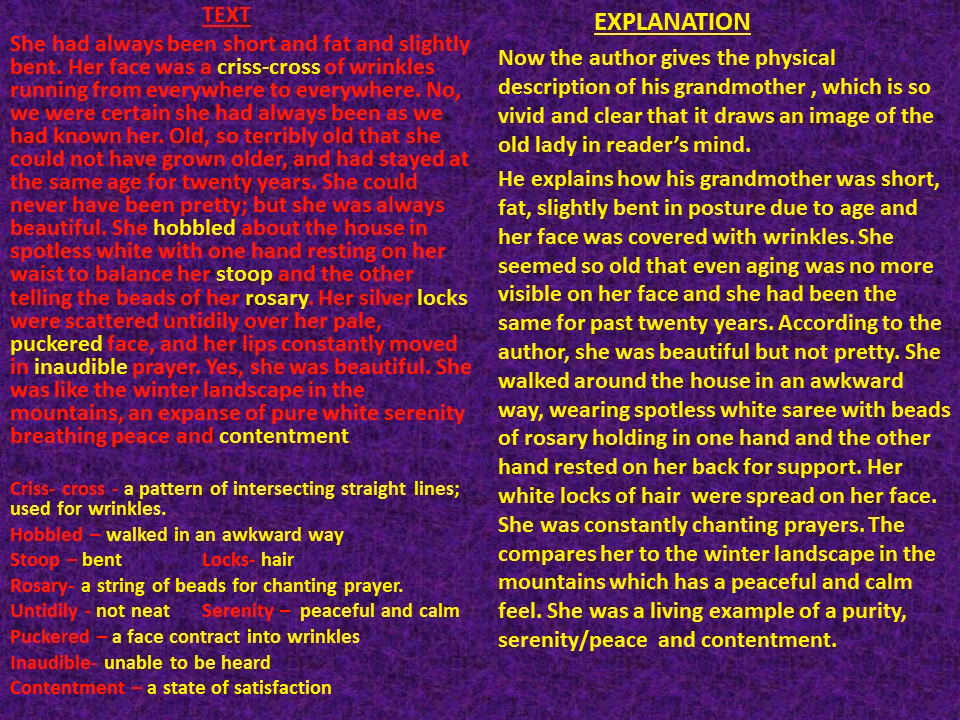 TEXT
She had always been short and fat and slightly
bent. Her face was a criss-cross of wrinkles
running from everywhere to everywhere. No,
we were certain she had always been as we
had known her. Old, so terribly old that she
could not have grown older, and had stayed at
the same age for twenty years. She could
never have been pretty; but she was always
beautiful. She hobbled about the house in
spotless white with one hand resting on her
waist to balance her stoop and the other
telling the beads of her rosary. Her silver locks
were scattered untidily over her pale,
puckered face, and her lips constantly moved
in inaudible prayer. Yes, she was beautiful. She
was like the winter landscape in the
mountains, an expanse of pure white serenity
breathing peace and contentment
Criss- cross - a pattern of intersecting straight lines;
used for wrinkles.
Hobbled – walked in an awkward way
Stoop – bent Locks- hair
Rosary- a string of beads for chanting prayer.
Untidily - not neat Serenity – peaceful and calm
Puckered – a face contract into wrinkles
Inaudible- unable to be heard
Contentment – a state of satisfaction
EXPLANATION
Now the author gives the physical
description of his grandmother , which is so
vivid and clear that it draws an image of the
old lady in reader’s mind.
He explains how his grandmother was short,
fat, slightly bent in posture due to age and
her face was covered with wrinkles. She
seemed so old that even aging was no more
visible on her face and she had been the
same for past twenty years. According to the
author, she was beautiful but not pretty. She
walked around the house in an awkward
way, wearing spotless white saree with beads
of rosary holding in one hand and the other
hand rested on her back for support. Her
white locks of hair were spread on her face.
She was constantly chanting prayers. The
compares her to the winter landscape in the
mountains which has a peaceful and calm
feel. She was a living example of a purity,
serenity/peace and contentment.